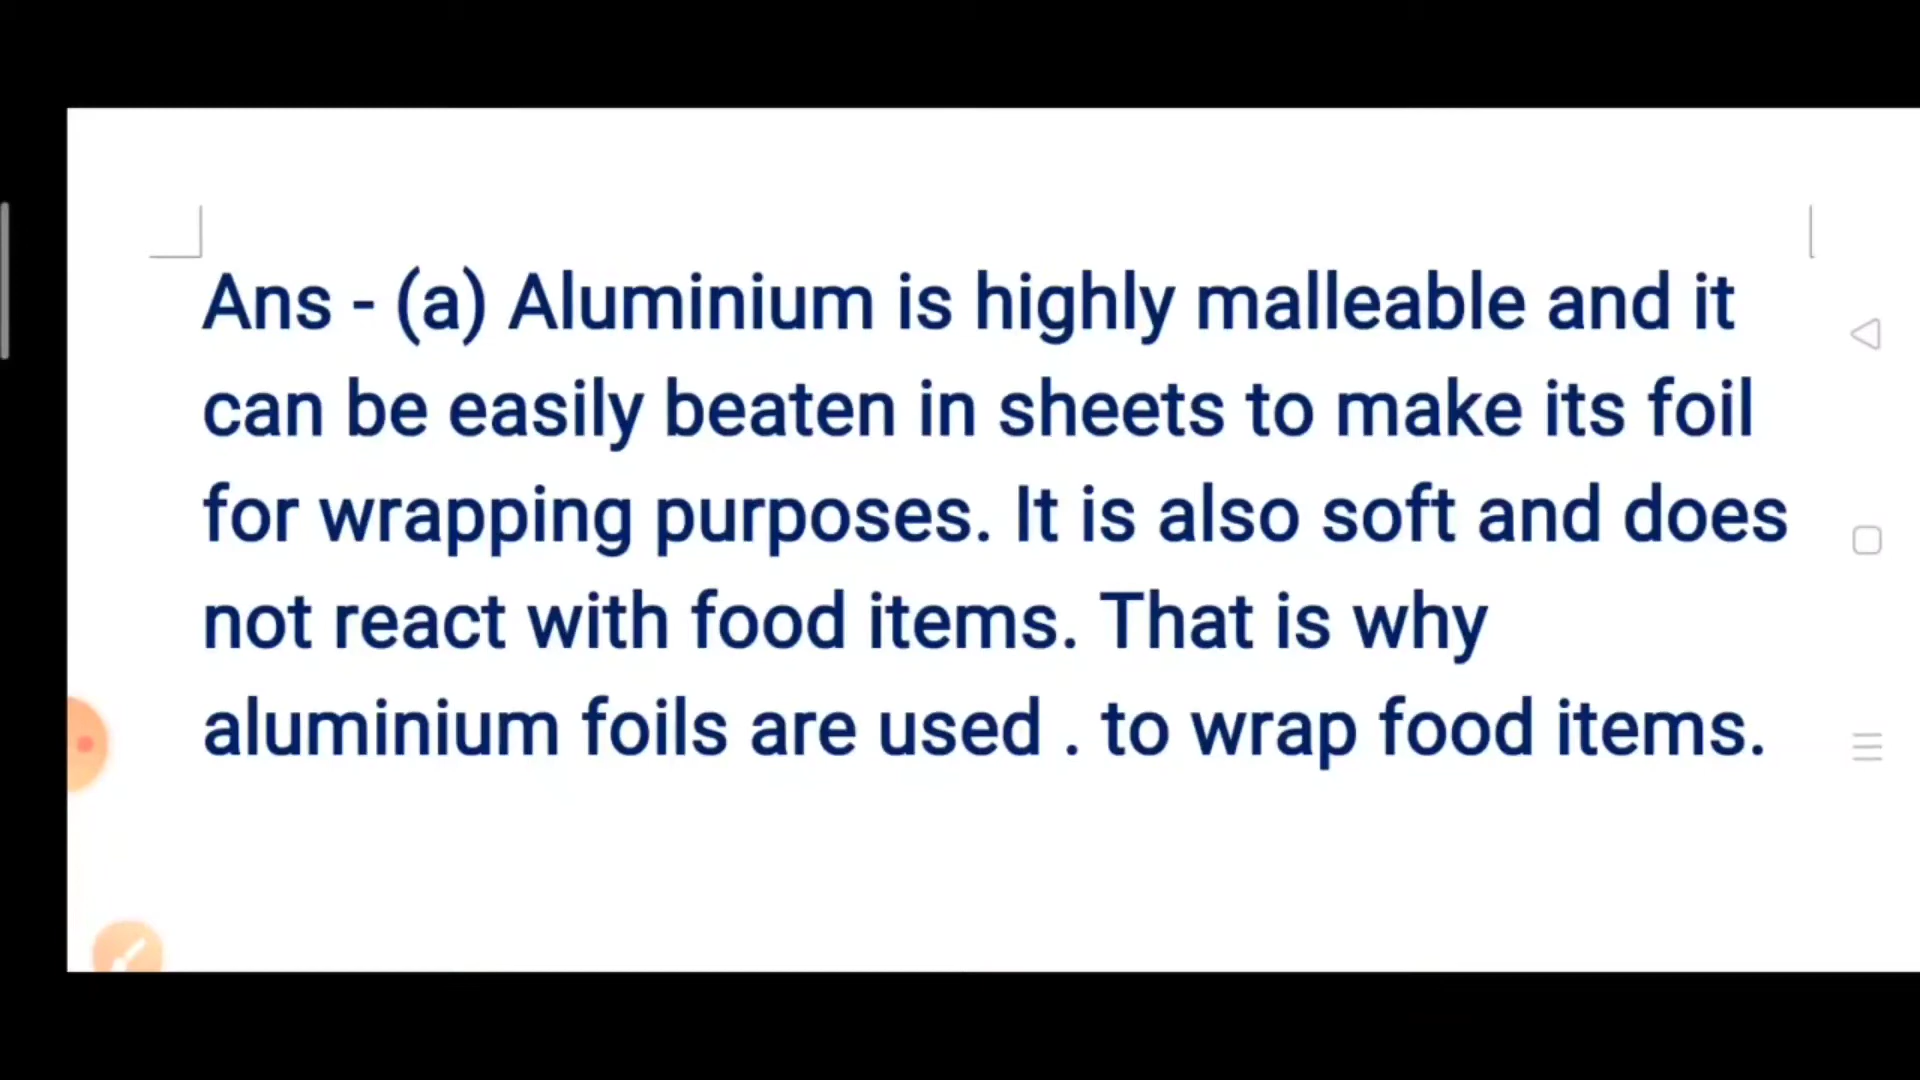 Ans - (a) Aluminium is highly malleable and it
can be easily beaten in sheets to make its foil
for wrapping purposes. It is also soft and does
not react with food items. That is why
aluminium foils are used . to wrap food items.